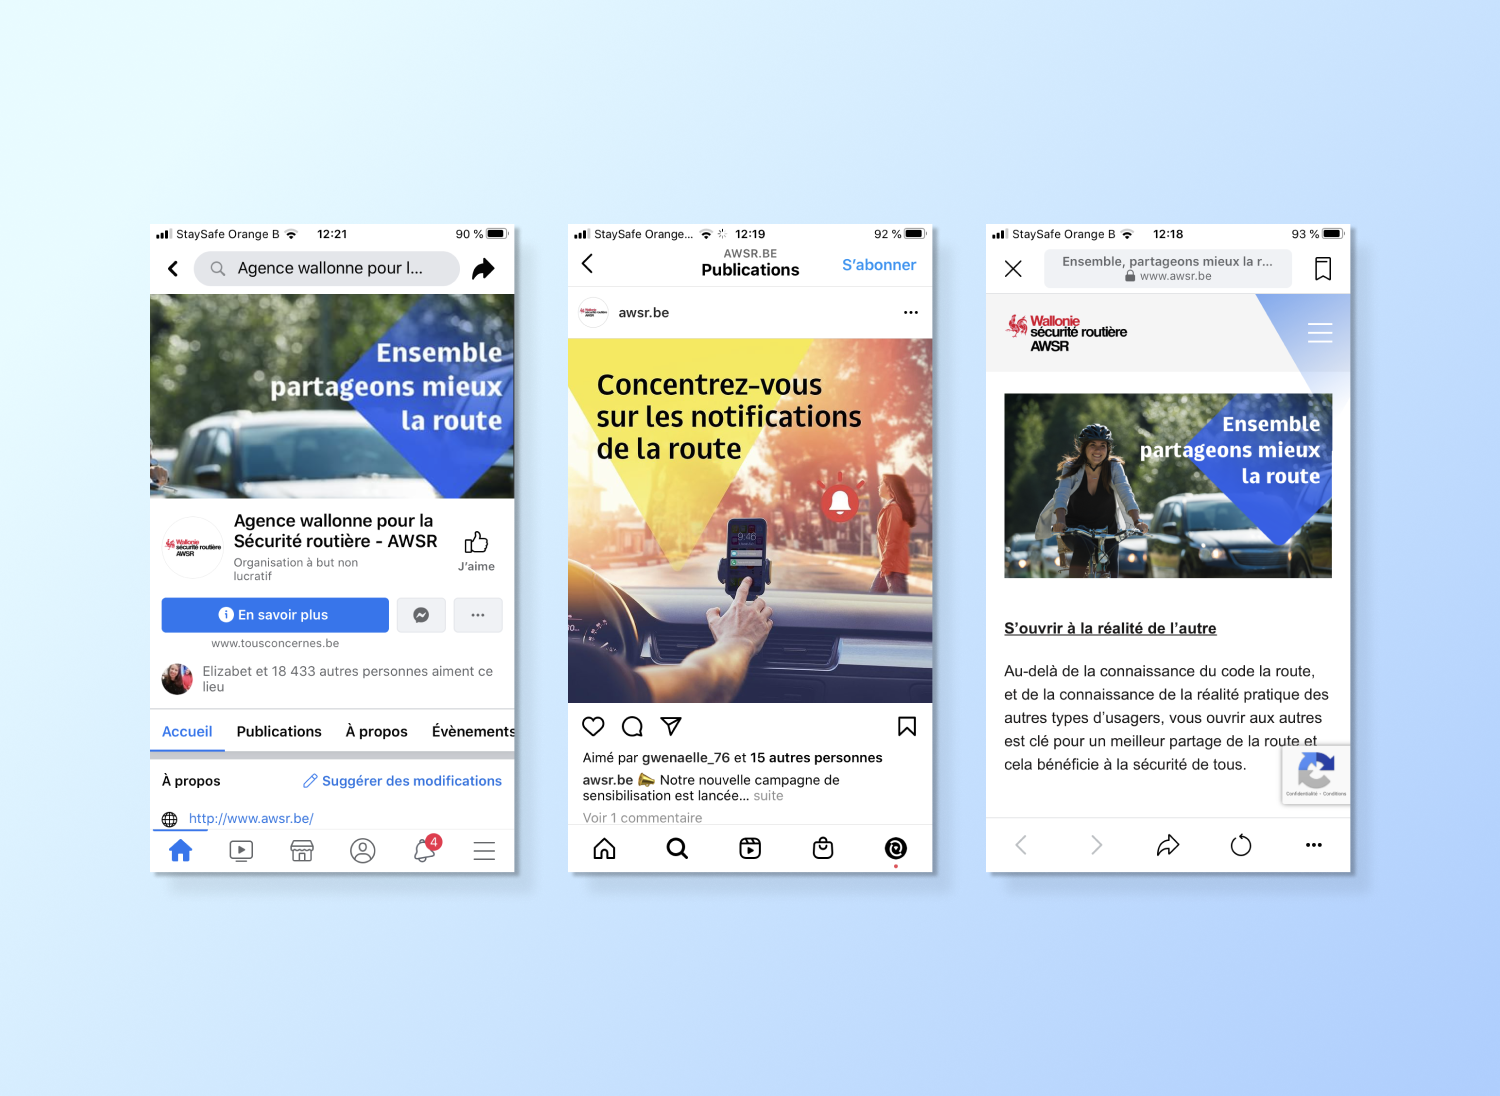 StaySafe Orange B 12:21 90 %
Agence wallonne pour l...
Ensemble
partageons mieux
la route
Wallonie
sécurité routière
AWSR
Agence wallonne pour la
Sécurité routière - AWSR
Organisation à but non
lucratif
J'aime
En savoir plus
www.tousconcernes.be
Elizabet et 18 433 autres personnes aiment ce
lieu
Accueil Publications À propos Évènements
À propos Suggérer des modifications
http://www.awsr.be/
4
StaySafe Orange... 12:19 92 %
AWSR.BE
Publications
S'abonner
awsr.be
Concentrez-vous
sur les notifications
de la route
9:46
Aimé par gwenaelle_76 et 15 autres personnes
awsr.be Notre nouvelle campagne de
sensibilisation est lancée... suite
Voir 1 commentaire
StaySafe Orange B 12:18 93 %
Ensemble, partageons mieux la r...
www.awsr.be
Wallonie
sécurité routière
AWSR
Ensemble
partageons mieux
la route
S'ouvrir à la réalité de l'autre
Au-delà de la connaissance du code la route,
et de la connaissance de la réalité pratique des
autres types d'usagers, vous ouvrir aux autres
est clé pour un meilleur partage de la route et
cela bénéficie à la sécurité de tous.
Confidentialité - Conditions